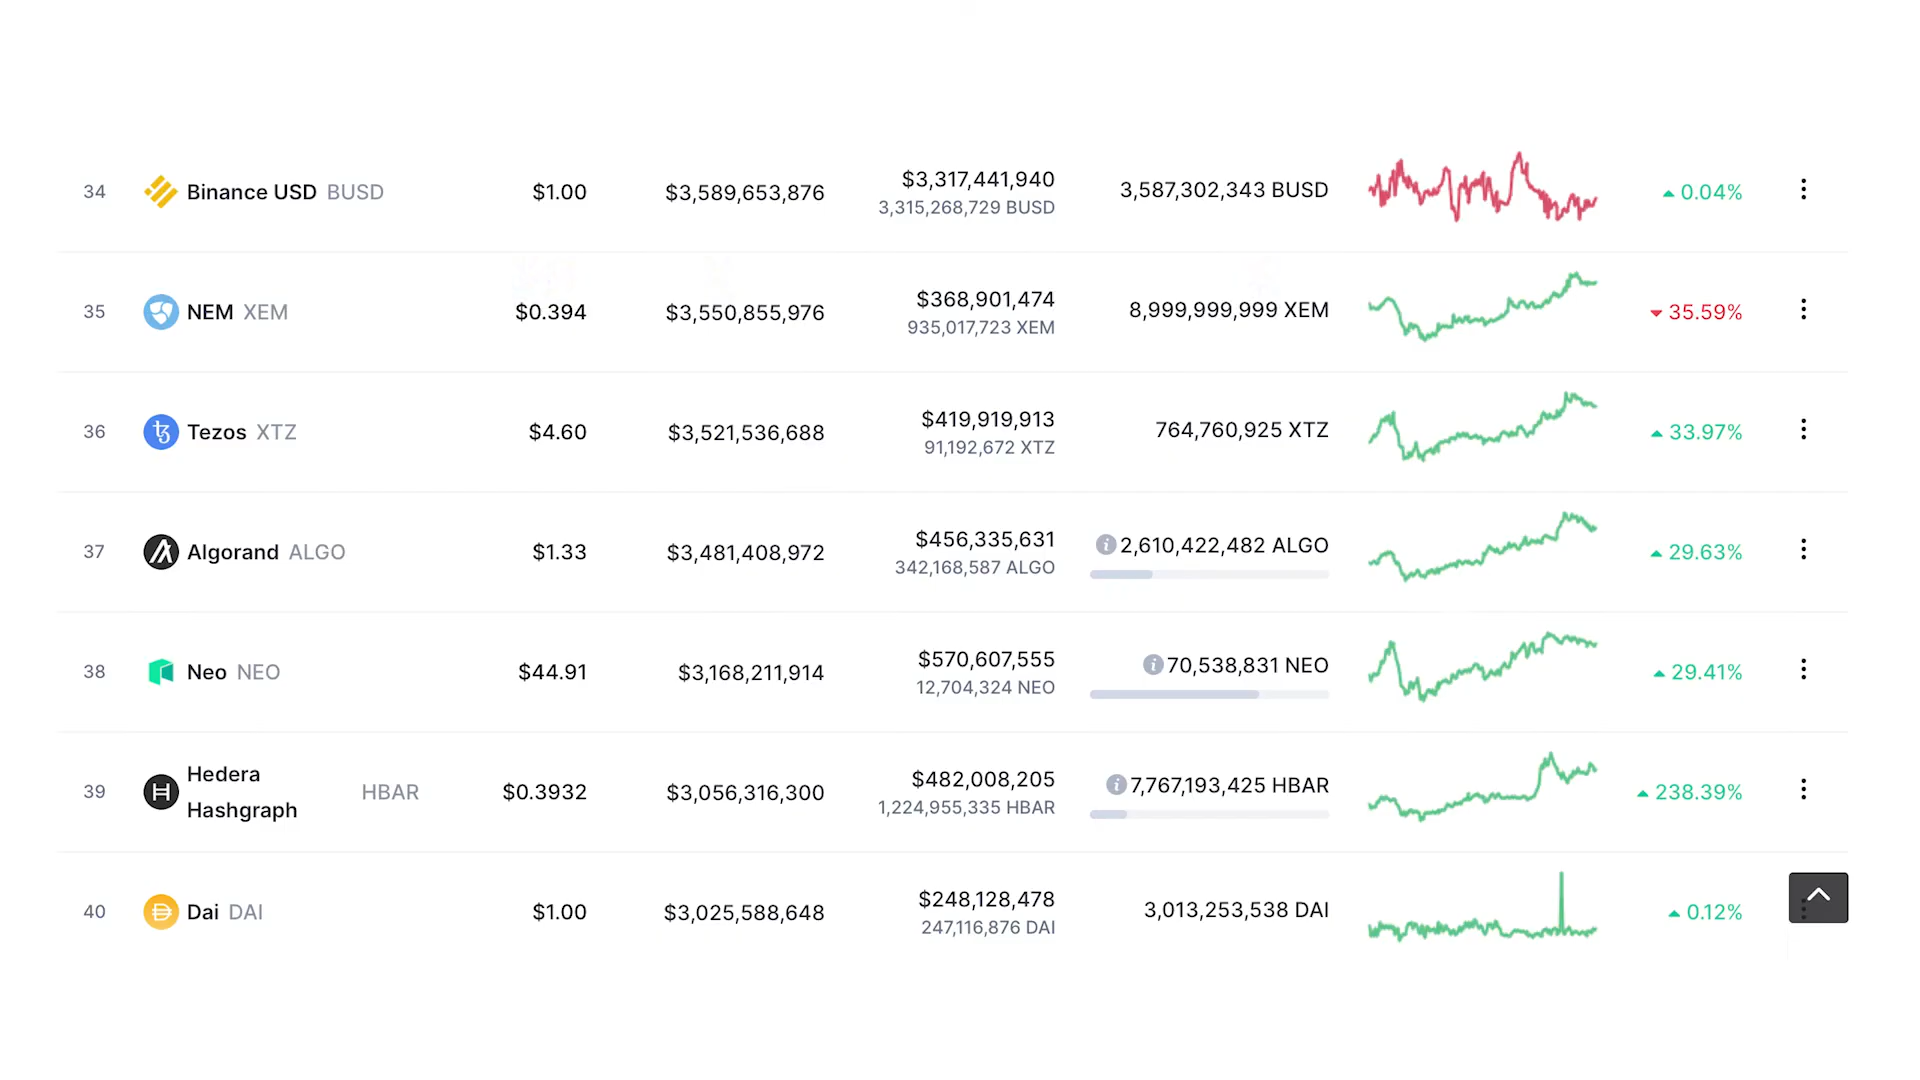 34 Binance USD BUSD $1.00 $3,589,653,876 $3,317,441,940 3,587,302,343 BUSD 0.04%
3,315,268,729 BUSD
35 NEM XEM $0.394 $3,550,855,976 $368,901,474 8,999,999,999 XEM 35.59%
935,017,723 XEM
36 Tezos XTZ $4.60 $3,521,536,688 $419,919,913 764,760,925 XTZ 33.97%
91,192,672 XTZ
37 Algorand ALGO $1.33 $3,481,408,972 $456,335,631 2,610,422,482 ALGO 29.63%
342,168,587 ALGO
38 Neo NEO $44.91 $3,168,211,914 $570,607,555 70,538,831 NEO 29.41%
12,704,324 NEO
39 Hedera Hashgraph HBAR $0.3932 $3,056,316,300 $482,008,205 7,767,193,425 HBAR 238.39%
1,224,955,335 HBAR
40 Dai DAI $1.00 $3,025,588,648 $248,128,478 3,013,253,538 DAI 0.12%
247,116,876 DAI